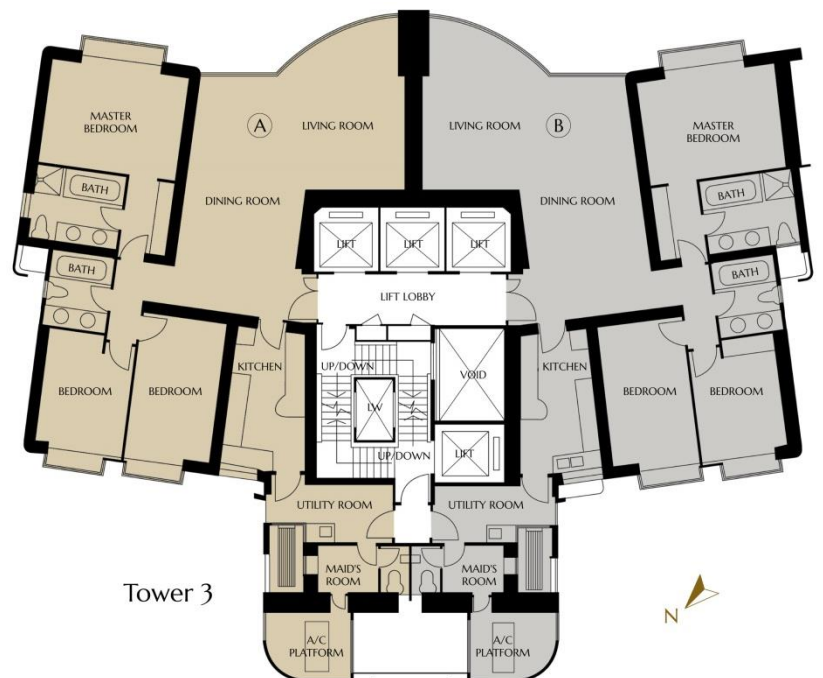 MASTER
BEDROOM
A
LIVING ROOM
LIVING ROOM
B
MASTER
BEDROOM
BATH
DINING ROOM
DINING ROOM
BATH
LIFT
LIFT
LIFT
BATH
BATH
LIFT LOBBY
BEDROOM
BEDROOM
KITCHEN
UP/DOWN
VOID
KITCHEN
BEDROOM
BEDROOM
LW
UP/DOWN
LIFT
UTILITY ROOM
UTILITY ROOM
MAID'S
ROOM
MAID'S
ROOM
Tower 3
N
A/C
PLATFORM
A/C
PLATFORM